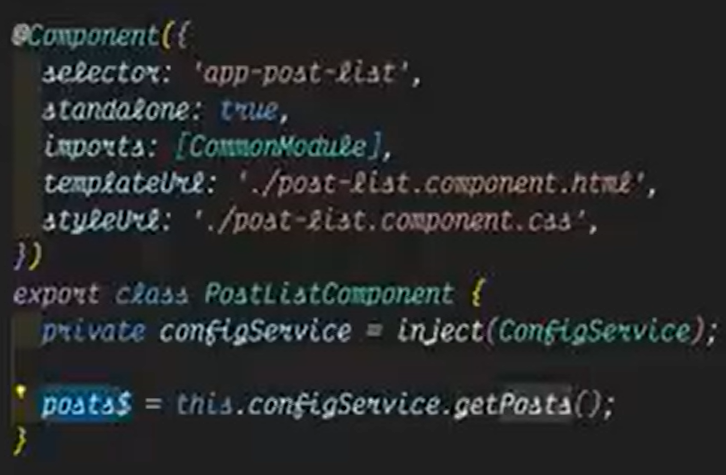 @Component({
selector: 'app-post-list',
standalone: true,
imports: [CommonModule],
templateUrl: './post-list.component.html',
styleUrl: './post-list.component.css',
})
export class PostListComponent {
private configService = inject(ConfigService);
posts$ = this.configService.getPosts();
}